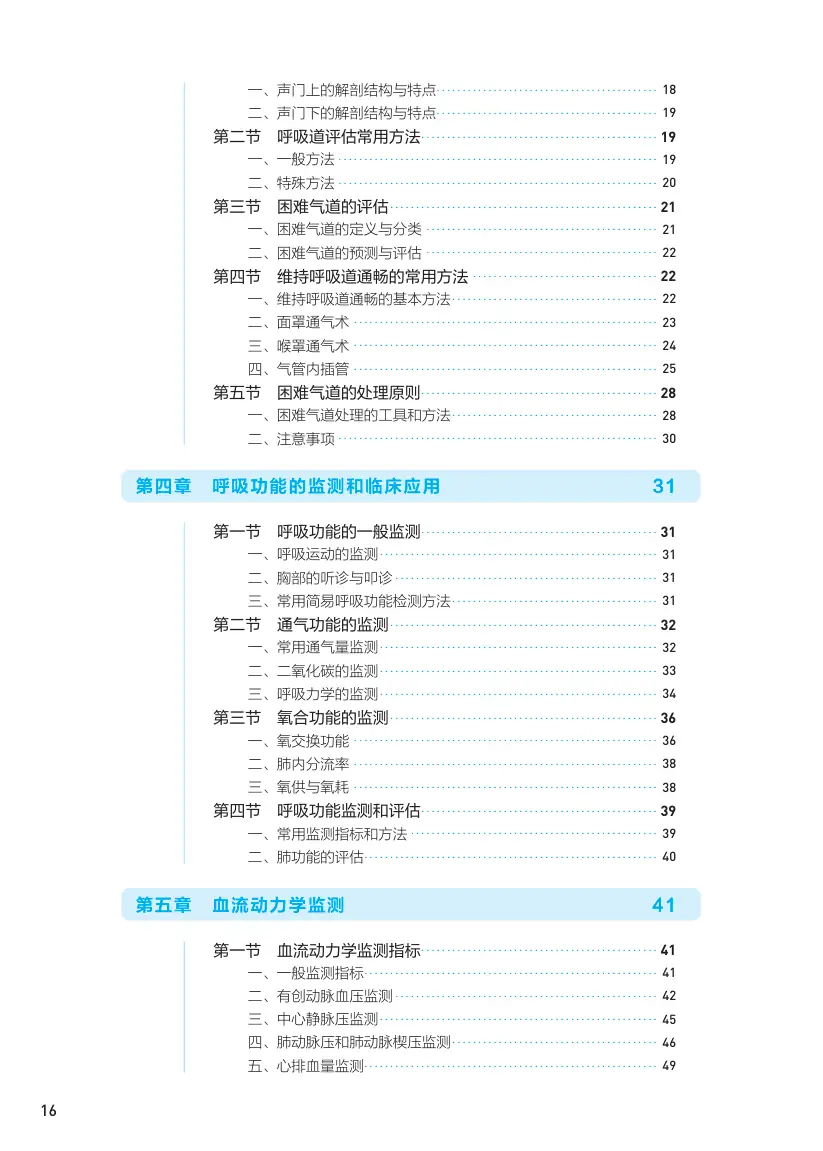 一、声门上的解剖结构与特点 18
二、声门下的解剖结构与特点 19
第二节 呼吸道评估常用方法 19
一、一般方法 19
二、特殊方法 20
第三节 困难气道的评估 21
一、困难气道的定义与分类 21
二、困难气道的预测与评估 22
第四节 维持呼吸道通畅的常用方法 22
一、维持呼吸道通畅的基本方法 22
二、面罩通气术 23
三、喉罩通气术 24
四、气管内插管 25
第五节 困难气道的处理原则 28
一、困难气道处理的工具和方法 28
二、注意事项 30
第四章 呼吸功能的监测和临床应用 31
第一节 呼吸功能的一般监测 31
一、呼吸运动的监测 31
二、胸部的听诊与叩诊 31
三、常用简易呼吸功能检测方法 31
第二节 通气功能的监测 32
一、常用通气量监测 32
二、二氧化碳的监测 33
三、呼吸力学的监测 34
第三节 氧合功能的监测 36
一、氧交换功能 36
二、肺内分流率 38
三、氧供与氧耗 38
第四节 呼吸功能监测和评估 39
一、常用监测指标和方法 39
二、肺功能的评估 40
第五章 血流动力学监测 41
第一节 血流动力学监测指标 41
一、一般监测指标 41
二、有创动脉血压监测 42
三、中心静脉压监测 45
四、肺动脉压和肺动脉楔压监测 46
五、心排血量监测 49
16